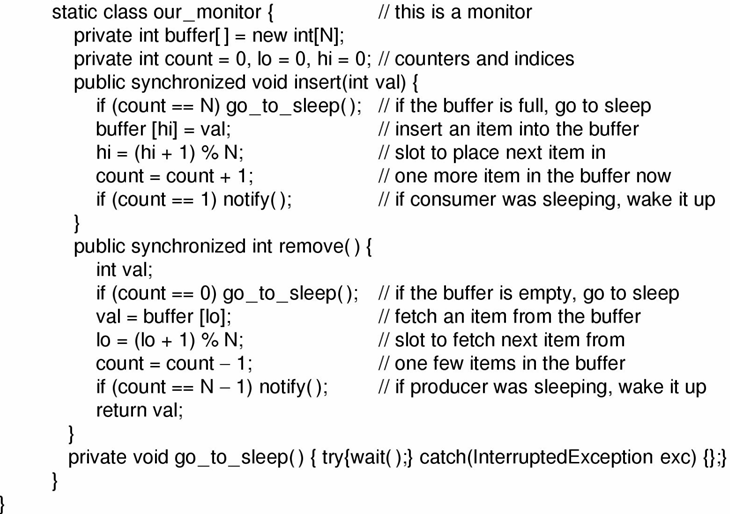 static class our_monitor { // this is a monitor
private int buffer[ ] = new int[N];
private int count = 0, lo = 0, hi = 0; // counters and indices
public synchronized void insert(int val) {
if (count == N) go_to_sleep( ); // if the buffer is full, go to sleep
buffer [hi] = val; // insert an item into the buffer
hi = (hi + 1) % N; // slot to place next item in
count = count + 1; // one more item in the buffer now
if (count == 1) notify( ); // if consumer was sleeping, wake it up
}
public synchronized int remove( ) {
int val;
if (count == 0) go_to_sleep( ); // if the buffer is empty, go to sleep
val = buffer [lo]; // fetch an item from the buffer
lo = (lo + 1) % N; // slot to fetch next item from
count = count − 1; // one few items in the buffer
if (count == N − 1) notify( ); // if producer was sleeping, wake it up
return val;
}
private void go_to_sleep( ) { try{wait( );} catch(InterruptedException exc) {};}
}
}